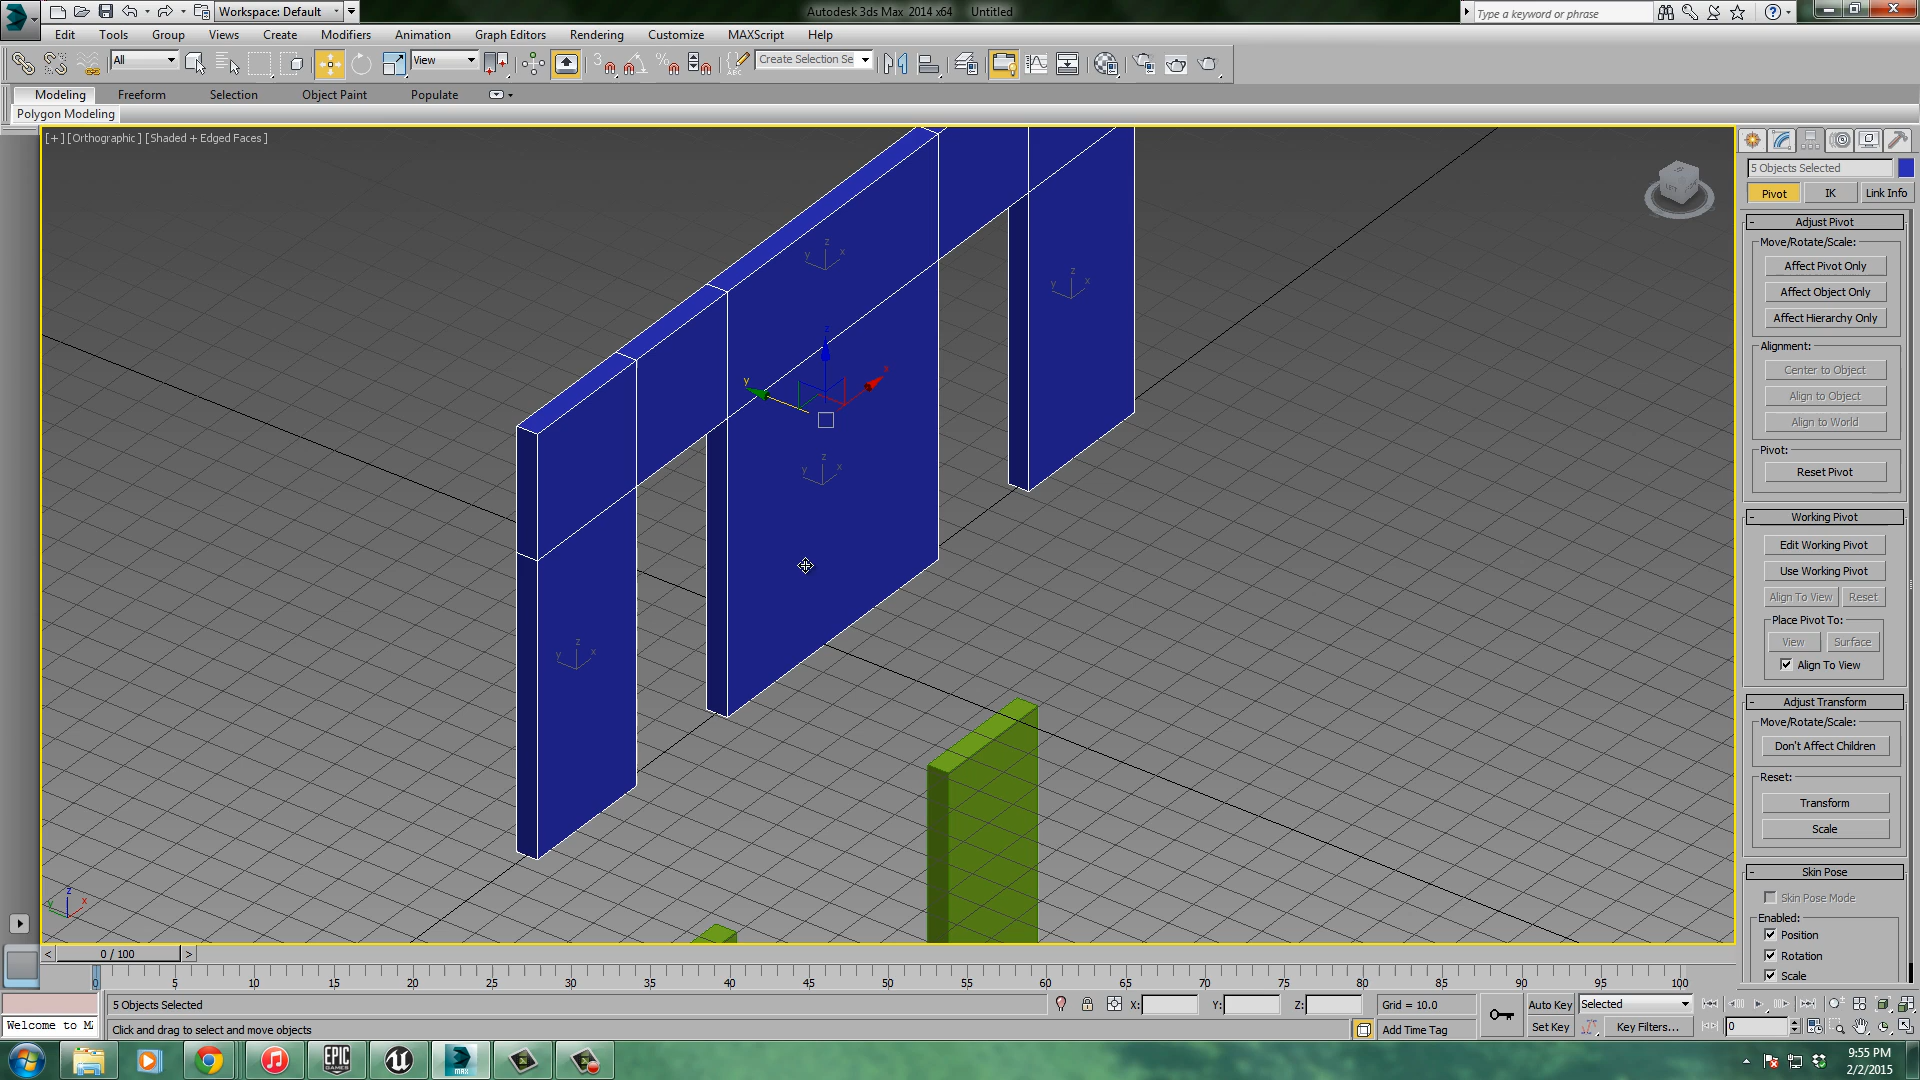 Workspace: Default
Autodesk 3ds Max 2014 x64 Untitled
Type a keyword or phrase
Edit Tools Group Views Create Modifiers Animation Graph Editors Rendering Customize MAXScript Help
All
View
3
Create Selection Se
Modeling Freeform Selection Object Paint Populate
Polygon Modeling
[+] [Orthographic] [Shaded + Edged Faces]
5 Objects Selected
Pivot IK Link Info
Adjust Pivot
Move/Rotate/Scale:
Affect Pivot Only
Affect Object Only
Affect Hierarchy Only
Alignment:
Center to Object
Align to Object
Align to World
Pivot:
Reset Pivot
Working Pivot
Edit Working Pivot
Use Working Pivot
Align To View Reset
Place Pivot To:
View Surface
Align To View
Adjust Transform
Move/Rotate/Scale:
Don't Affect Children
Reset:
Transform
Scale
Skin Pose
Skin Pose Mode
Enabled:
Position
Rotation
Scale
z
y x
z
y x
z
y x
z
y x
z
y x
z
y x
< 0 / 100 >
0 5 10 15 20 25 30 35 40 45 50 55 60 65 70 75 80 85 90 95 100
5 Objects Selected X: Y: Z: Grid = 10.0 Auto Key Selected
Welcome to M
Click and drag to select and move objects Add Time Tag Set Key Key Filters... 0
EPIC GAMES
MAX
9:55 PM
2/2/2015